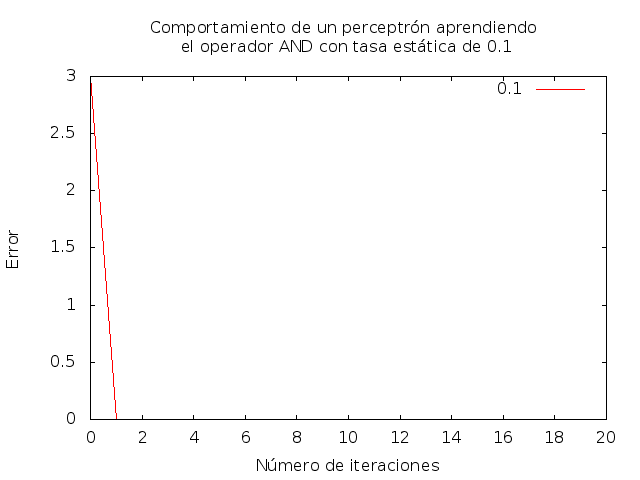 Comportamiento de un perceptrón aprendiendo
el operador AND con tasa estática de 0.1
0.1
3
2.5
2
1.5
1
0.5
0
Error
0 2 4 6 8 10 12 14 16 18 20
Número de iteraciones